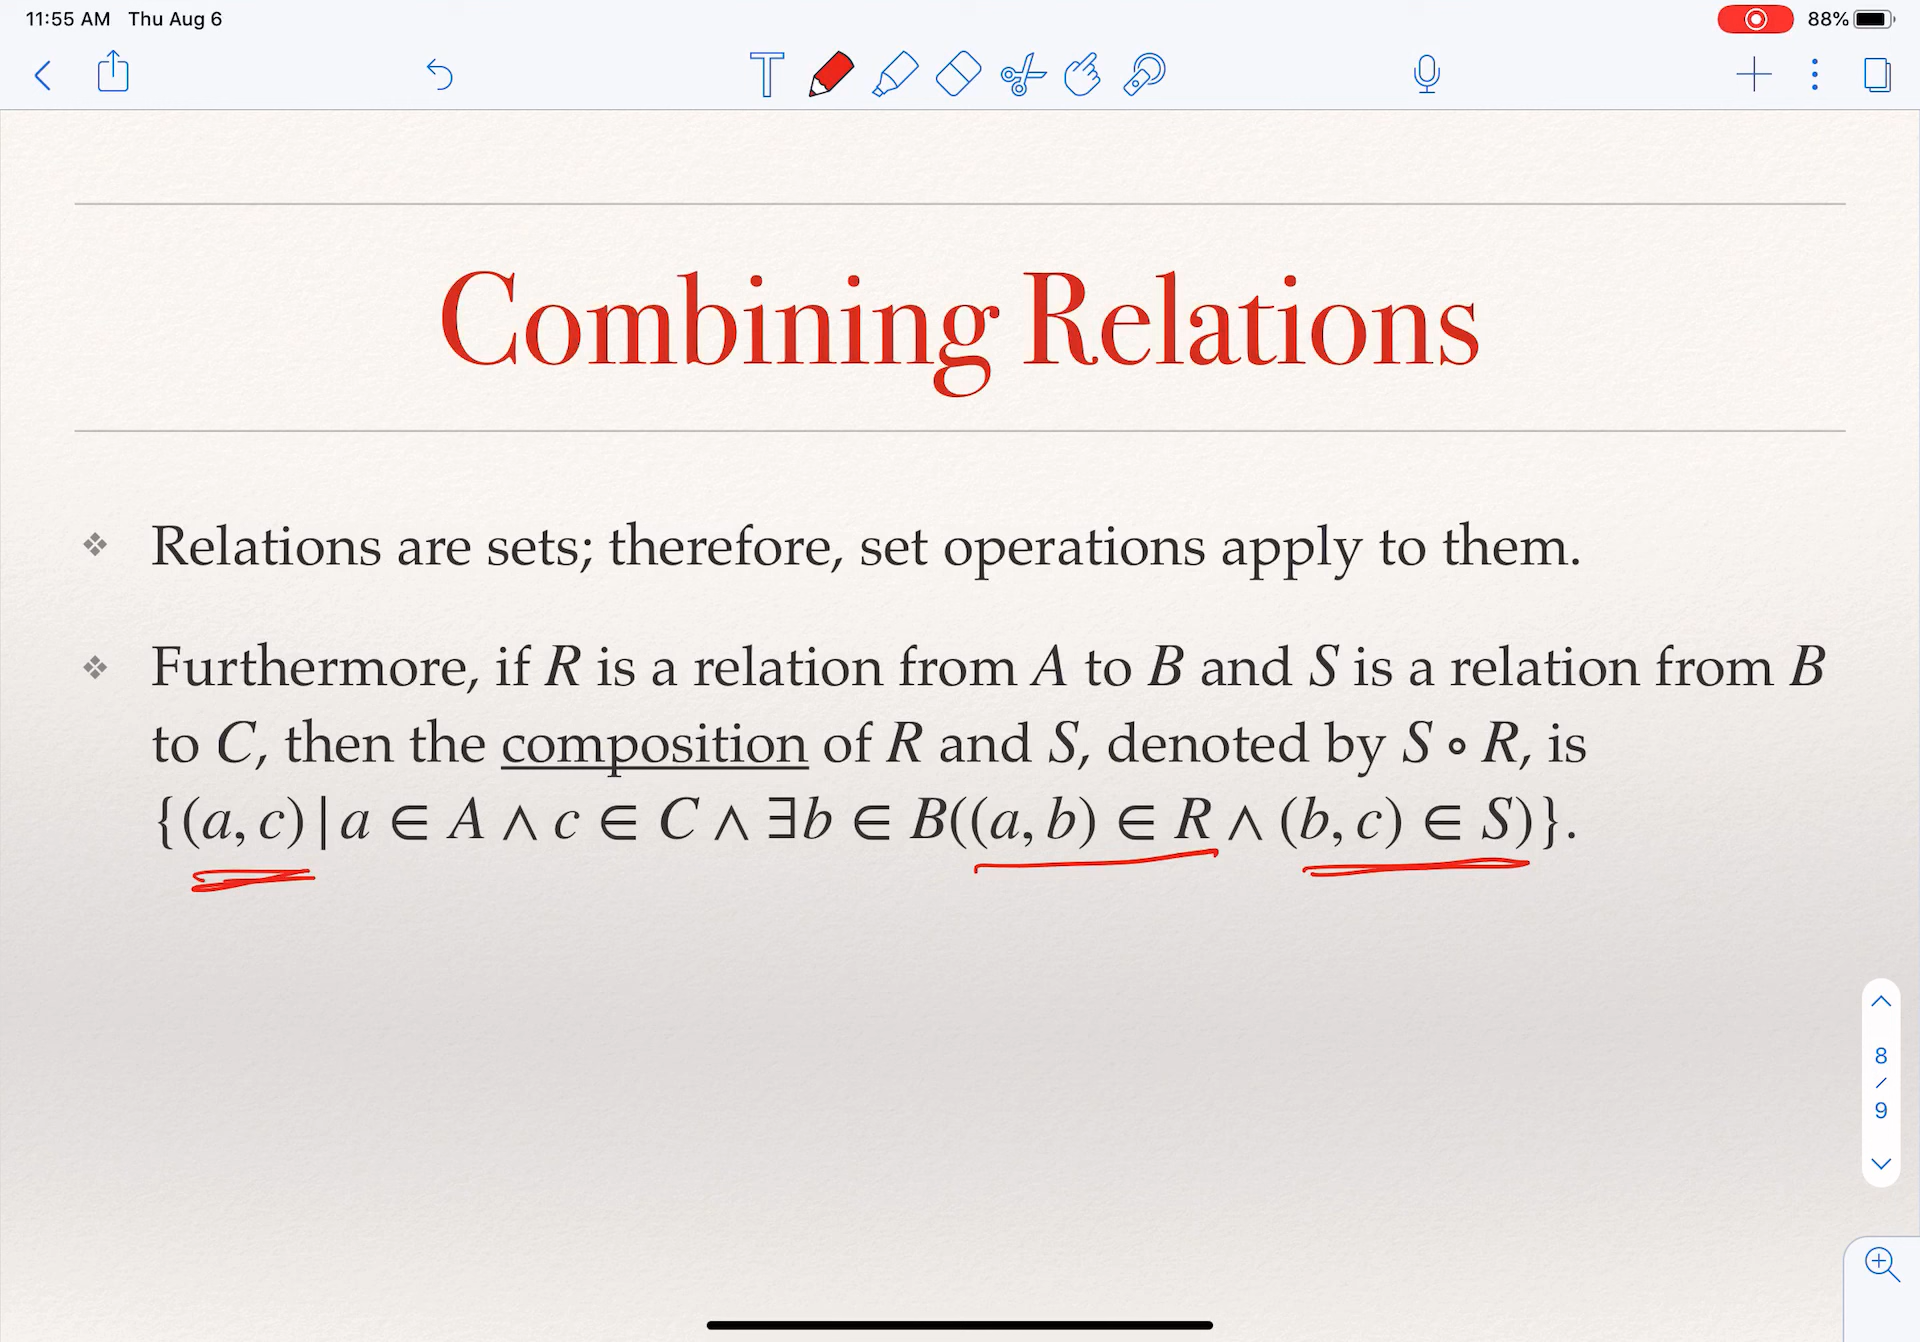 11:55 AM Thu Aug 6
88%
Combining Relations
Relations are sets; therefore, set operations apply to them.
Furthermore, if R is a relation from A to B and S is a relation from B
to C, then the composition of R and S, denoted by S ∘ R, is
{(a, c) | a ∈ A ∧ c ∈ C ∧ ∃b ∈ B((a, b) ∈ R ∧ (b, c) ∈ S)}.
8
/
9